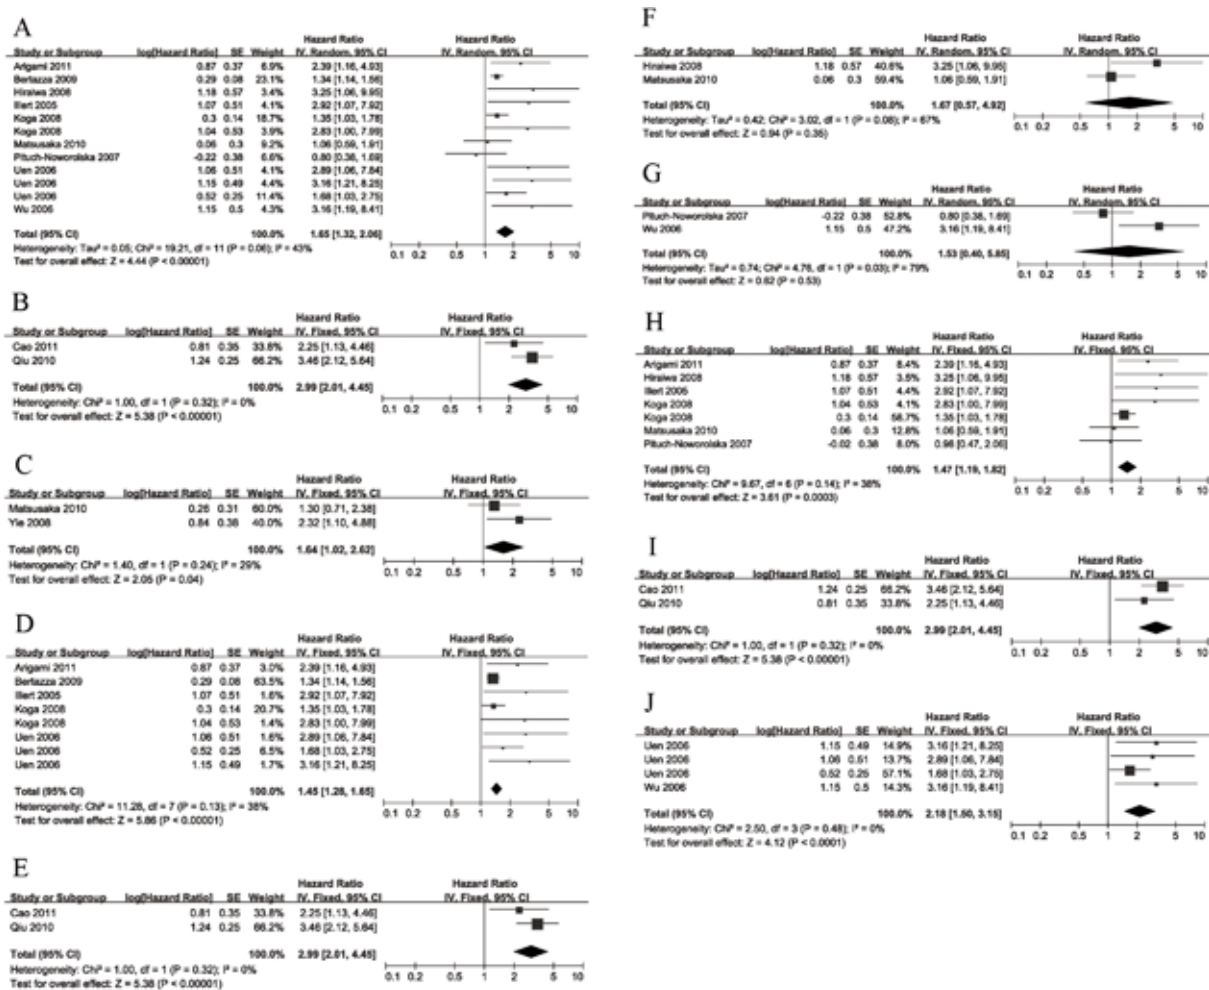 A
Hazard Ratio Hazard Ratio
Study or Subgroup log[Hazard Ratio] SE Weight IV, Random, 95% CI IV, Random, 95% CI
Arigami 2011 0.87 0.37 6.9% 2.39 [1.16, 4.93]
Bertazza 2009 0.29 0.08 23.1% 1.34 [1.14, 1.56]
Hiraiwa 2008 1.18 0.57 3.4% 3.25 [1.06, 9.95]
Illert 2005 1.07 0.51 4.1% 2.92 [1.07, 7.92]
Koga 2008 0.3 0.14 18.7% 1.35 [1.03, 1.78]
Koga 2008 1.04 0.53 3.9% 2.83 [1.00, 7.99]
Matsusaka 2010 0.06 0.3 9.2% 1.06 [0.59, 1.91]
Pituch-Noworolska 2007 -0.22 0.38 6.6% 0.80 [0.38, 1.69]
Uen 2006 1.06 0.51 4.1% 2.89 [1.06, 7.84]
Uen 2006 1.15 0.49 4.4% 3.16 [1.21, 8.25]
Uen 2006 0.52 0.25 11.4% 1.68 [1.03, 2.75]
Wu 2006 1.15 0.5 4.3% 3.16 [1.19, 8.41]
Total (95% CI) 100.0% 1.65 [1.32, 2.06]
Heterogeneity: Tau² = 0.05; Chi² = 19.21, df = 11 (P = 0.06); I² = 43%
Test for overall effect: Z = 4.44 (P < 0.00001)
0.1 0.2 0.5 1 2 5 10
B
Hazard Ratio Hazard Ratio
Study or Subgroup log[Hazard Ratio] SE Weight IV, Fixed, 95% CI IV, Fixed, 95% CI
Cao 2011 0.81 0.35 33.8% 2.25 [1.13, 4.46]
Qiu 2010 1.24 0.25 66.2% 3.46 [2.12, 5.64]
Total (95% CI) 100.0% 2.99 [2.01, 4.45]
Heterogeneity: Chi² = 1.00, df = 1 (P = 0.32); I² = 0%
Test for overall effect: Z = 5.38 (P < 0.00001)
0.1 0.2 0.5 1 2 5 10
C
Hazard Ratio Hazard Ratio
Study or Subgroup log[Hazard Ratio] SE Weight IV, Fixed, 95% CI IV, Fixed, 95% CI
Matsusaka 2010 0.26 0.31 60.0% 1.30 [0.71, 2.38]
Yie 2008 0.84 0.38 40.0% 2.32 [1.10, 4.88]
Total (95% CI) 100.0% 1.64 [1.02, 2.62]
Heterogeneity: Chi² = 1.40, df = 1 (P = 0.24); I² = 29%
Test for overall effect: Z = 2.05 (P = 0.04)
0.1 0.2 0.5 1 2 5 10
D
Hazard Ratio Hazard Ratio
Study or Subgroup log[Hazard Ratio] SE Weight IV, Fixed, 95% CI IV, Fixed, 95% CI
Arigami 2011 0.87 0.37 3.0% 2.39 [1.16, 4.93]
Bertazza 2009 0.29 0.08 63.5% 1.34 [1.14, 1.56]
Illert 2005 1.07 0.51 1.6% 2.92 [1.07, 7.92]
Koga 2008 0.3 0.14 20.7% 1.35 [1.03, 1.78]
Koga 2008 1.04 0.53 1.4% 2.83 [1.00, 7.99]
Uen 2006 1.06 0.51 1.6% 2.89 [1.06, 7.84]
Uen 2006 0.52 0.25 6.5% 1.68 [1.03, 2.75]
Uen 2006 1.15 0.49 1.7% 3.16 [1.21, 8.25]
Total (95% CI) 100.0% 1.45 [1.28, 1.65]
Heterogeneity: Chi² = 11.28, df = 7 (P = 0.13); I² = 38%
Test for overall effect: Z = 5.86 (P < 0.00001)
0.1 0.2 0.5 1 2 5 10
E
Hazard Ratio Hazard Ratio
Study or Subgroup log[Hazard Ratio] SE Weight IV, Fixed, 95% CI IV, Fixed, 95% CI
Cao 2011 0.81 0.35 33.8% 2.25 [1.13, 4.46]
Qiu 2010 1.24 0.25 66.2% 3.46 [2.12, 5.64]
Total (95% CI) 100.0% 2.99 [2.01, 4.45]
Heterogeneity: Chi² = 1.00, df = 1 (P = 0.32); I² = 0%
Test for overall effect: Z = 5.38 (P < 0.00001)
0.1 0.2 0.5 1 2 5 10
F
Hazard Ratio Hazard Ratio
Study or Subgroup log[Hazard Ratio] SE Weight IV, Random, 95% CI IV, Random, 95% CI
Hiraiwa 2008 1.18 0.57 40.6% 3.25 [1.06, 9.95]
Matsusaka 2010 0.06 0.3 59.4% 1.06 [0.59, 1.91]
Total (95% CI) 100.0% 1.67 [0.57, 4.92]
Heterogeneity: Tau² = 0.42; Chi² = 3.02, df = 1 (P = 0.08); I² = 67%
Test for overall effect: Z = 0.94 (P = 0.35)
0.1 0.2 0.5 1 2 5 10
G
Hazard Ratio Hazard Ratio
Study or Subgroup log[Hazard Ratio] SE Weight IV, Random, 95% CI IV, Random, 95% CI
Pituch-Noworolska 2007 -0.22 0.38 52.8% 0.80 [0.38, 1.69]
Wu 2006 1.15 0.5 47.2% 3.16 [1.19, 8.41]
Total (95% CI) 100.0% 1.53 [0.40, 5.85]
Heterogeneity: Tau² = 0.74; Chi² = 4.76, df = 1 (P = 0.03); I² = 79%
Test for overall effect: Z = 0.62 (P = 0.53)
0.1 0.2 0.5 1 2 5 10
H
Hazard Ratio Hazard Ratio
Study or Subgroup log[Hazard Ratio] SE Weight IV, Fixed, 95% CI IV, Fixed, 95% CI
Arigami 2011 0.87 0.37 8.4% 2.39 [1.16, 4.93]
Hiraiwa 2008 1.18 0.57 3.5% 3.25 [1.06, 9.95]
Illert 2005 1.07 0.51 4.4% 2.92 [1.07, 7.92]
Koga 2008 1.04 0.53 4.1% 2.83 [1.00, 7.99]
Koga 2008 0.3 0.14 58.7% 1.35 [1.03, 1.78]
Matsusaka 2010 0.06 0.3 12.8% 1.06 [0.59, 1.91]
Pituch-Noworolska 2007 -0.02 0.38 8.0% 0.98 [0.47, 2.06]
Total (95% CI) 100.0% 1.47 [1.19, 1.82]
Heterogeneity: Chi² = 9.67, df = 6 (P = 0.14); I² = 38%
Test for overall effect: Z = 3.61 (P = 0.0003)
0.1 0.2 0.5 1 2 5 10
I
Hazard Ratio Hazard Ratio
Study or Subgroup log[Hazard Ratio] SE Weight IV, Fixed, 95% CI IV, Fixed, 95% CI
Cao 2011 1.24 0.25 66.2% 3.46 [2.12, 5.64]
Qiu 2010 0.81 0.35 33.8% 2.25 [1.13, 4.46]
Total (95% CI) 100.0% 2.99 [2.01, 4.45]
Heterogeneity: Chi² = 1.00, df = 1 (P = 0.32); I² = 0%
Test for overall effect: Z = 5.38 (P < 0.00001)
0.1 0.2 0.5 1 2 5 10
J
Hazard Ratio Hazard Ratio
Study or Subgroup log[Hazard Ratio] SE Weight IV, Fixed, 95% CI IV, Fixed, 95% CI
Uen 2006 1.15 0.49 14.9% 3.16 [1.21, 8.25]
Uen 2006 1.06 0.51 13.7% 2.89 [1.06, 7.84]
Uen 2006 0.52 0.25 57.1% 1.68 [1.03, 2.75]
Wu 2006 1.15 0.5 14.3% 3.16 [1.19, 8.41]
Total (95% CI) 100.0% 2.18 [1.50, 3.15]
Heterogeneity: Chi² = 2.50, df = 3 (P = 0.48); I² = 0%
Test for overall effect: Z = 4.12 (P < 0.0001)
0.1 0.2 0.5 1 2 5 10